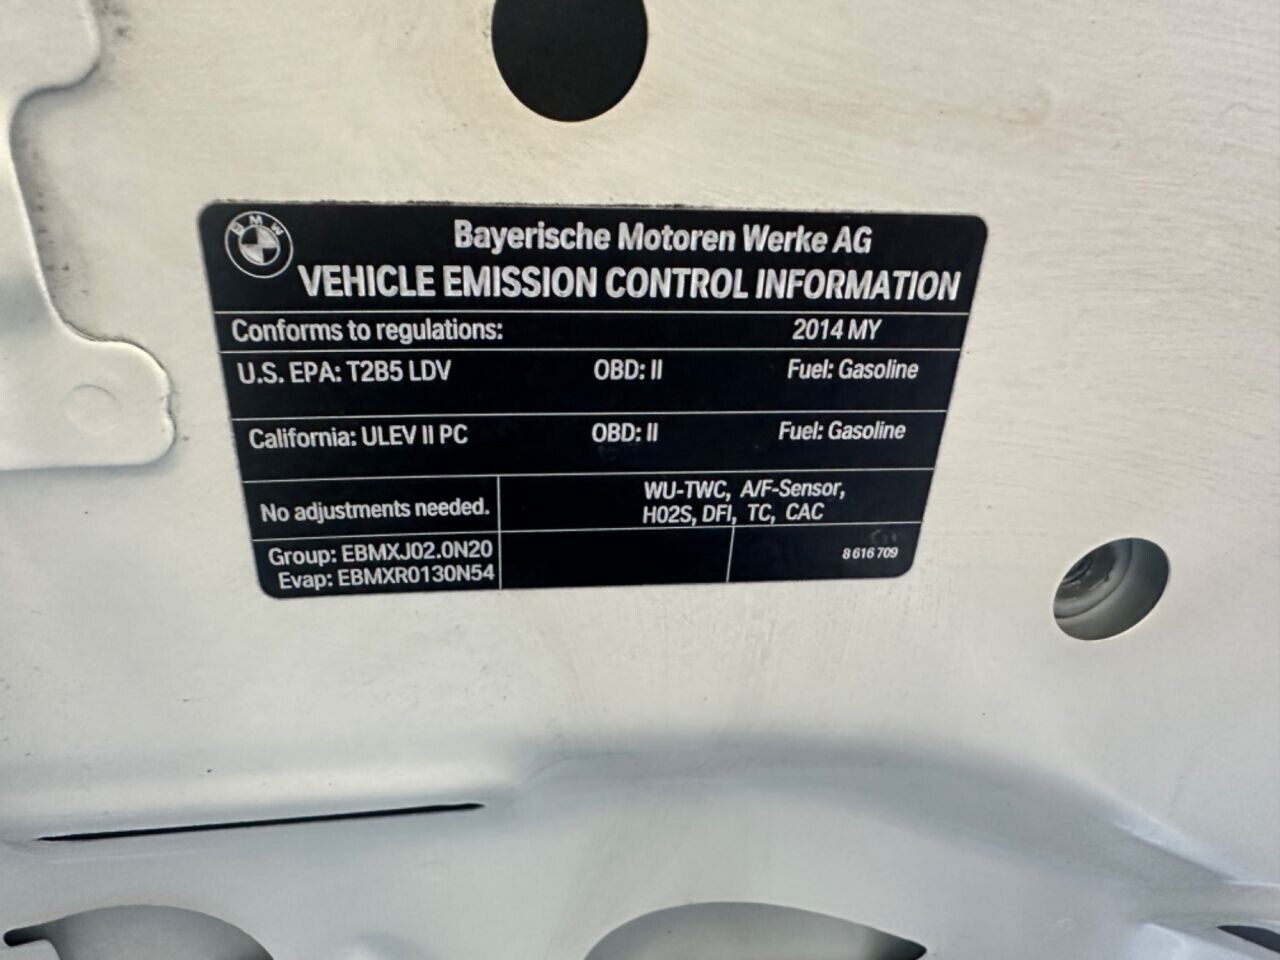 BMW
Bayerische Motoren Werke AG
VEHICLE EMISSION CONTROL INFORMATION
Conforms to regulations: 2014 MY
U.S. EPA: T2B5 LDV OBD: II Fuel: Gasoline
California: ULEV II PC OBD: II Fuel: Gasoline
No adjustments needed.
WU-TWC, A/F-Sensor,
H02S, DFI, TC, CAC
Group: EBMXJ02.0N20
Evap: EBMXR0130N54
8 616 709